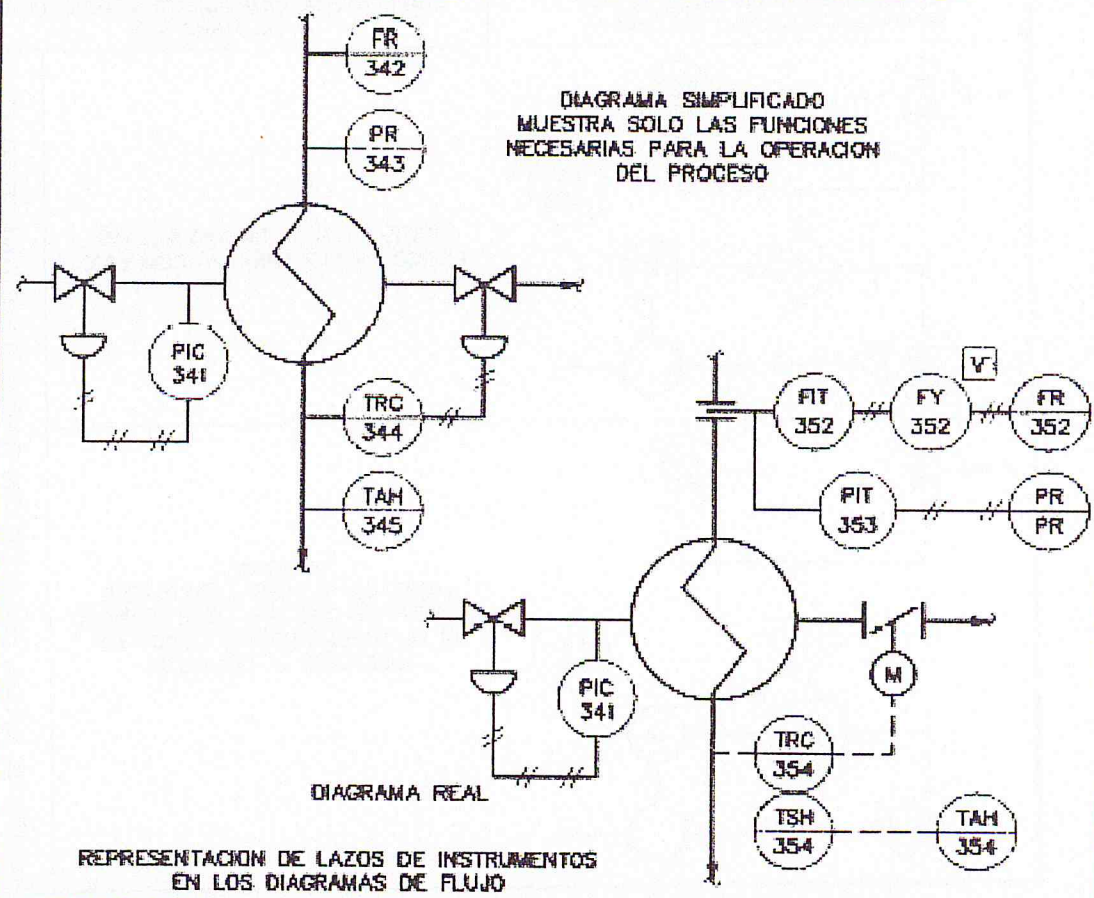 FR
342
PR
343
DIAGRAMA SIMPLIFICADO
MUESTRA SOLO LAS FUNCIONES
NECESARIAS PARA LA OPERACION
DEL PROCESO
PIC
341
TRC
344
TAH
345
FIT
352
FY
352
√
FR
352
PIT
353
PR
PR
PIC
341
M
TRC
354
TSH
354
TAH
354
DIAGRAMA REAL
REPRESENTACION DE LAZOS DE INSTRUMENTOS
EN LOS DIAGRAMAS DE FLUJO